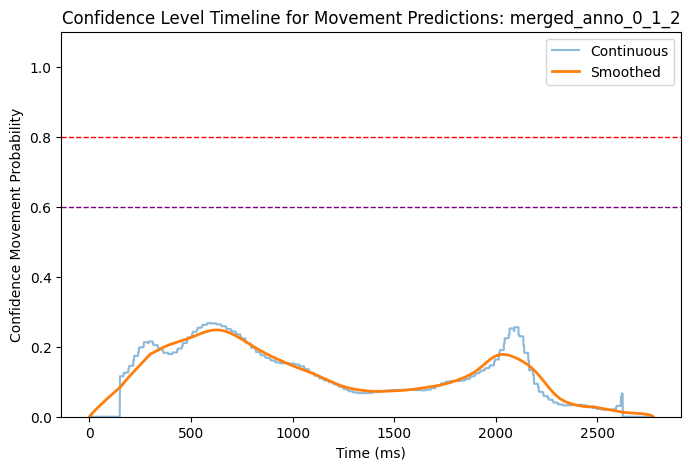 Confidence Level Timeline for Movement Predictions: merged_anno_0_1_2
Continuous
Smoothed
1.0
0.8
0.6
0.4
0.2
0.0
Confidence Movement Probability
0
500
1000
1500
2000
2500
Time (ms)